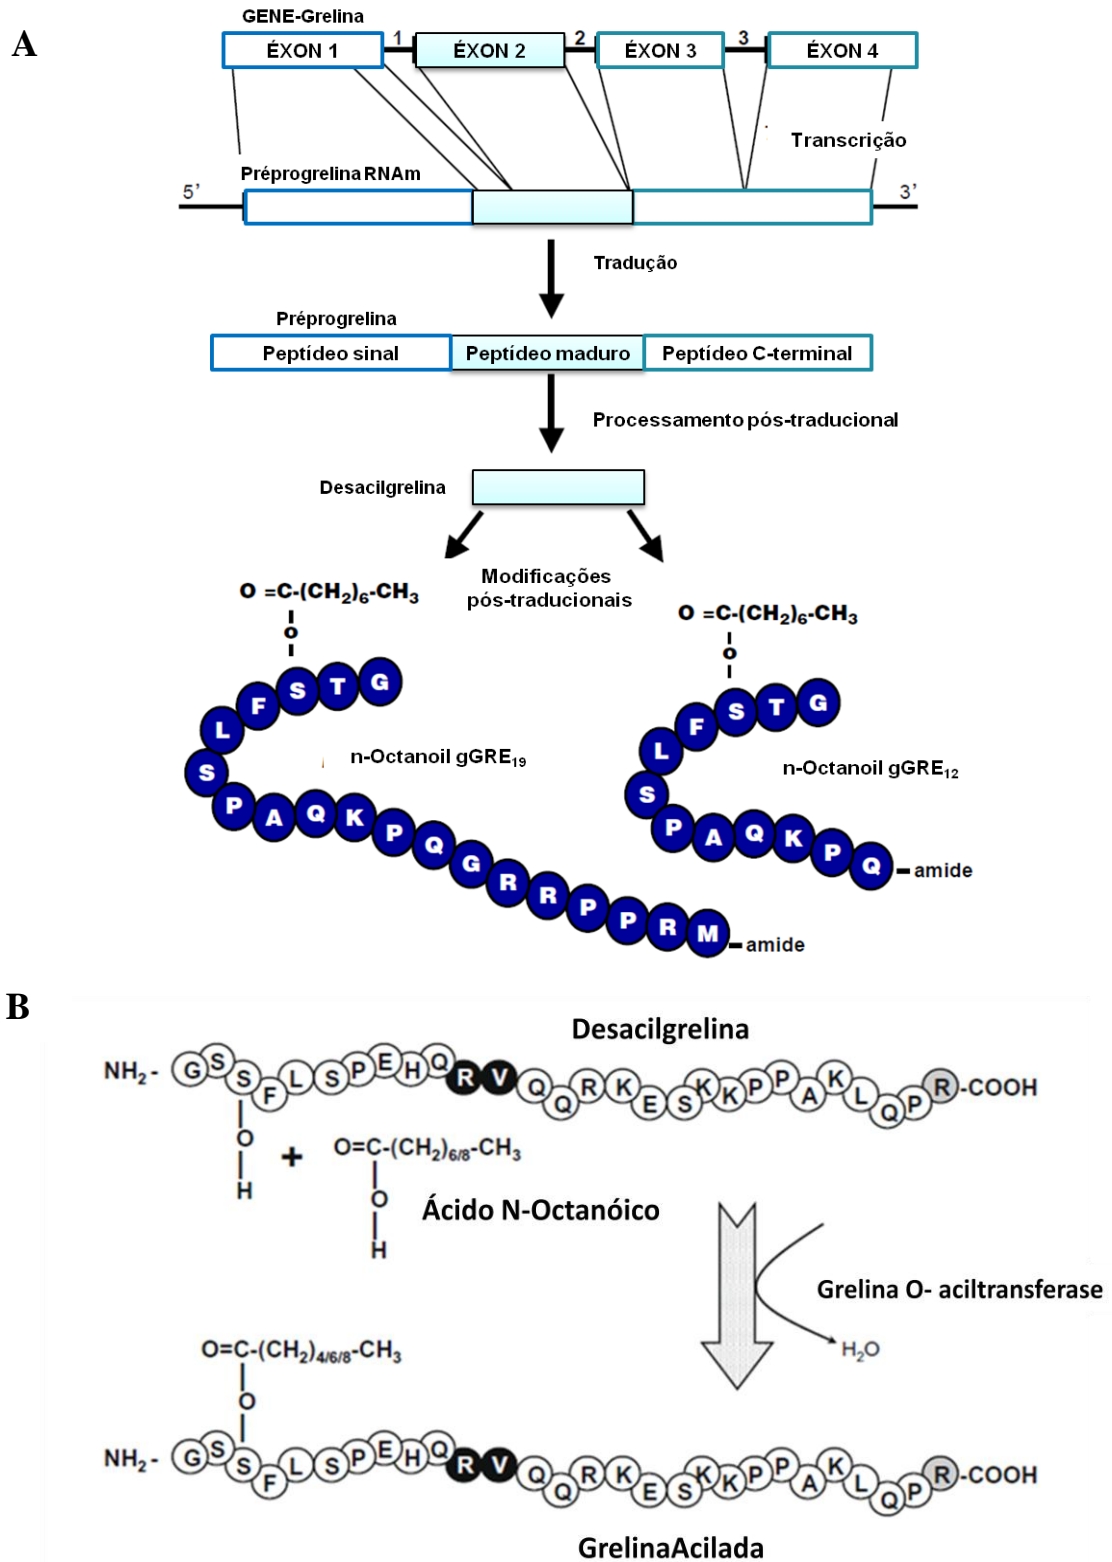 A
GENE-Grelina
ÉXON 1
1
ÉXON 2
2
ÉXON 3
3
ÉXON 4
Transcrição
Préprogrelina RNAm
5’
3’
Tradução
Préprogrelina
Peptídeo sinal
Peptídeo maduro
Peptídeo C-terminal
Processamento pós-traducional
Desacilgrelina
Modificações
pós-traducionais
O =C-(CH2)6-CH3
o
G T S F L S P A Q K P Q G R R P P R M
amide
n-Octanoil gGRE19
O =C-(CH2)6-CH3
o
G T S F L S P A Q K P Q
amide
n-Octanoil gGRE12
B
Desacilgrelina
NH2- G S S F L S P E H Q R V Q Q R K E S K K P P A K L Q P R -COOH
O
H
+
O=C-(CH2)6/8-CH3
O
H
Ácido N-Octanóico
Grelina O- aciltransferase
H2O
O=C-(CH2)4/6/8-CH3
O
NH2- G S S F L S P E H Q R V Q Q R K E S K K P P A K L Q P R -COOH
GrelinaAcilada